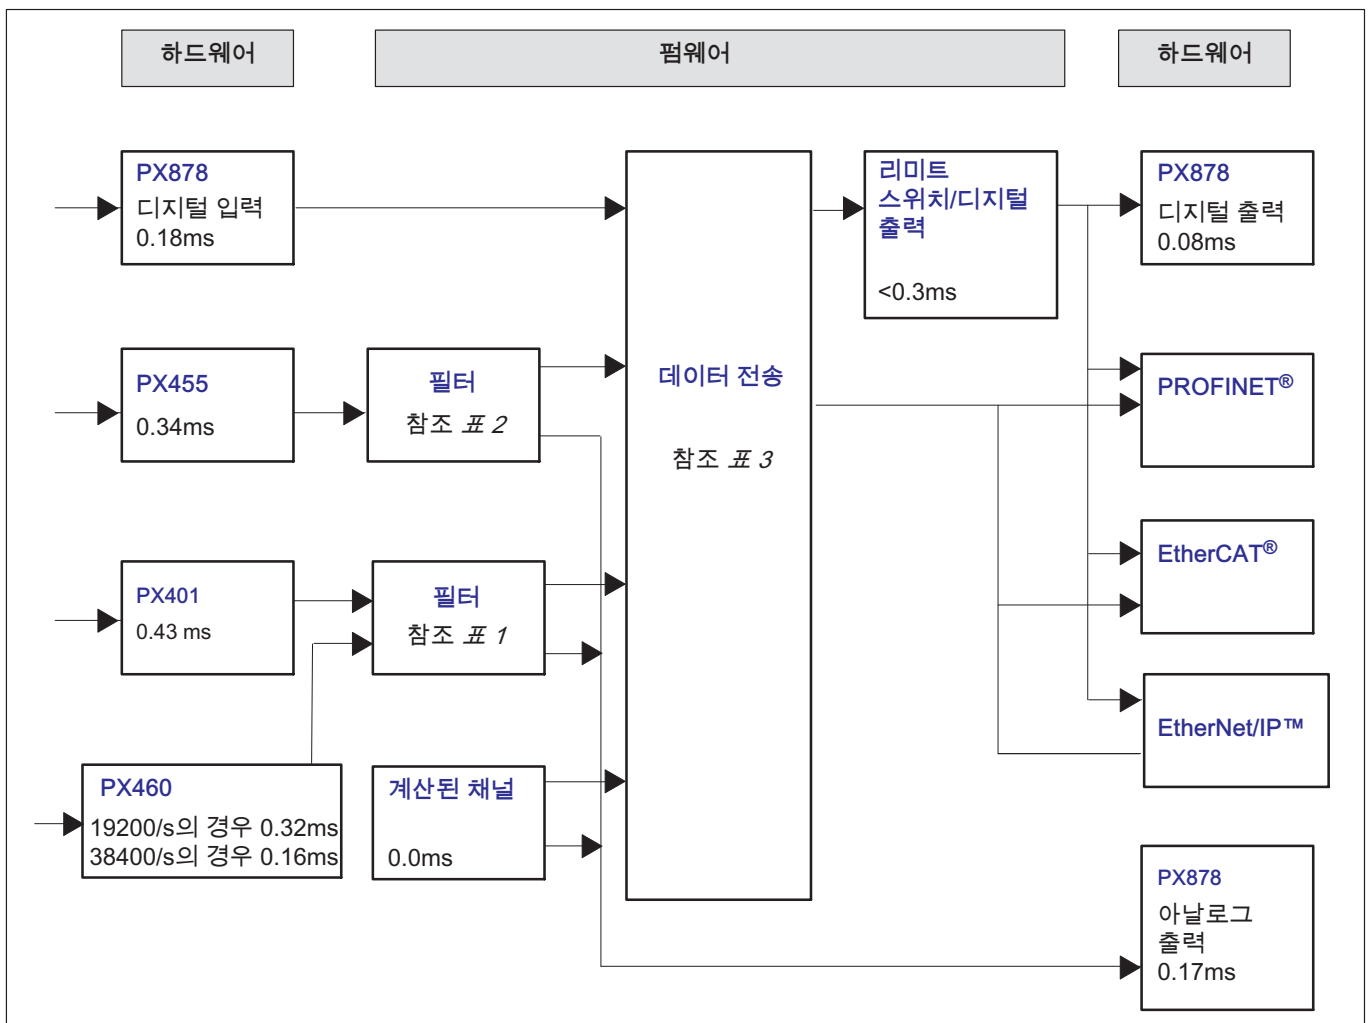 하드웨어
펌웨어
하드웨어
PX878
디지털 입력
0.18ms
리미트
스위치/디지털
출력
<0.3ms
PX878
디지털 출력
0.08ms
PX455
0.34ms
필터
참조 표 2
데이터 전송
참조 표 3
PROFINET®
EtherCAT®
PX401
0.43 ms
필터
참조 표 1
EtherNet/IP™
PX460
19200/s의 경우 0.32ms
38400/s의 경우 0.16ms
계산된 채널
0.0ms
PX878
아날로그
출력
0.17ms